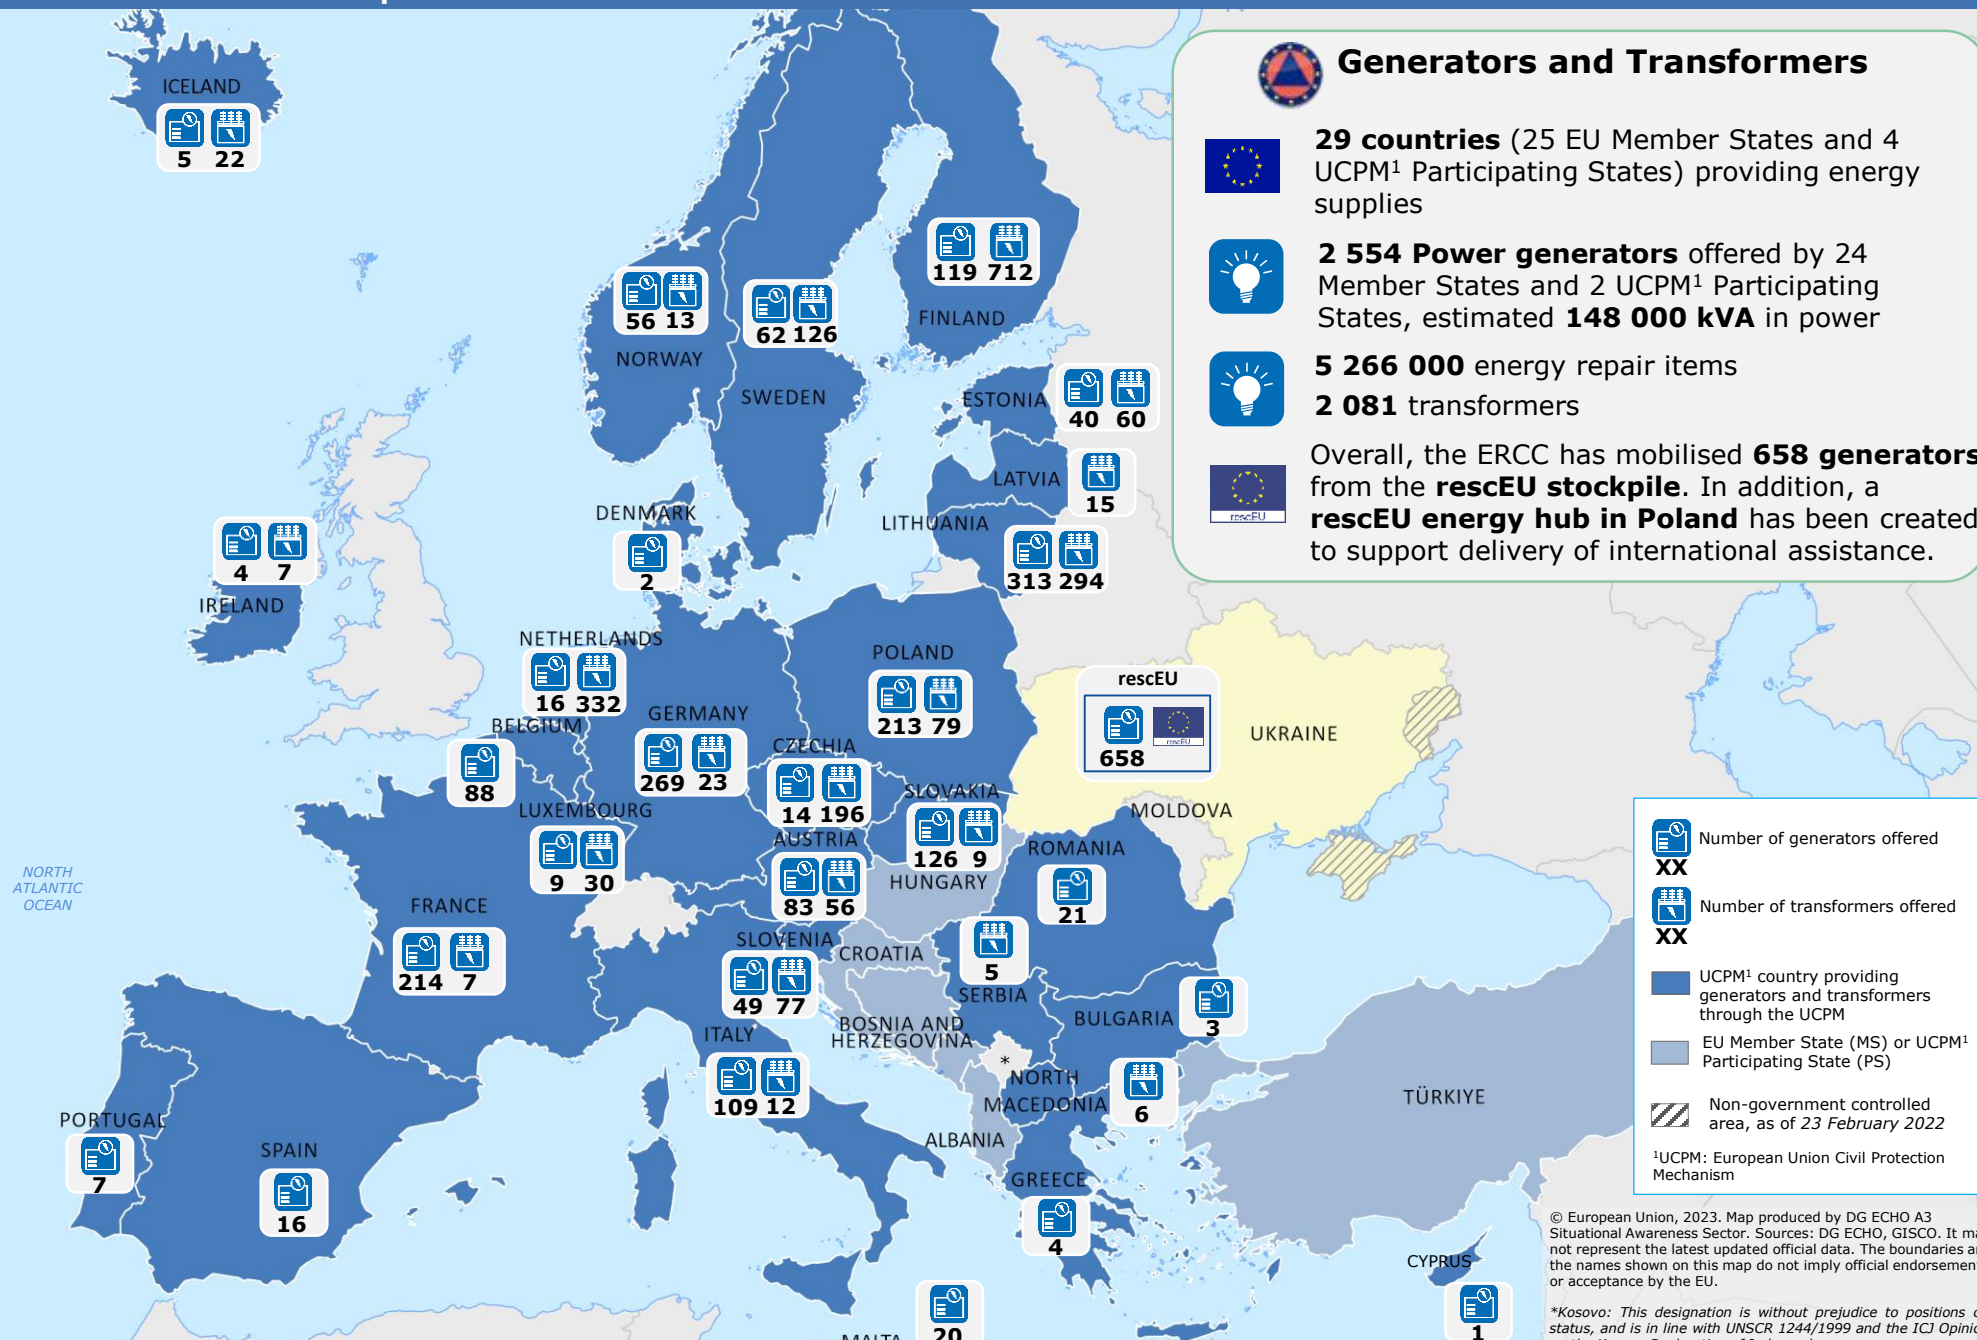 Generators and Transformers
29 countries (25 EU Member States and 4
UCPM¹ Participating States) providing energy
supplies
2 554 Power generators offered by 24
Member States and 2 UCPM¹ Participating
States, estimated 148 000 kVA in power
5 266 000 energy repair items
2 081 transformers
Overall, the ERCC has mobilised 658 generators
from the rescEU stockpile. In addition, a
rescEU energy hub in Poland has been created
to support delivery of international assistance.
rescEU
ICELAND
5 22
119 712
FINLAND
56 13
NORWAY
62 126
SWEDEN
ESTONIA
40 60
LATVIA
15
LITHUANIA
313 294
DENMARK
2
4 7
IRELAND
NETHERLANDS
16 332
BELGIUM
88
GERMANY
269 23
POLAND
213 79
rescEU
658
rescEU
UKRAINE
CZECHIA
14 196
SLOVAKIA
126 9
LUXEMBOURG
9 30
AUSTRIA
83 56
HUNGARY
MOLDOVA
ROMANIA
21
NORTH
ATLANTIC
OCEAN
FRANCE
214 7
SLOVENIA
49 77
CROATIA
5
SERBIA
BOSNIA AND
HERZEGOVINA
BULGARIA
3
ITALY
109 12
*
NORTH
MACEDONIA
6
ALBANIA
TÜRKIYE
PORTUGAL
7
SPAIN
16
GREECE
4
CYPRUS
1
MALTA
20
XX
Number of generators offered
XX
Number of transformers offered
UCPM¹ country providing
generators and transformers
through the UCPM
EU Member State (MS) or UCPM¹
Participating State (PS)
Non-government controlled
area, as of 23 February 2022
¹UCPM: European Union Civil Protection
Mechanism
© European Union, 2023. Map produced by DG ECHO A3
Situational Awareness Sector. Sources: DG ECHO, GISCO. It
not represent the latest updated official data. The boundaries
the names shown on this map do not imply official
or acceptance by the EU.
*Kosovo: This designation is without prejudice to positions
status, and is in line with UNSCR 1244/1999 and the ICJ